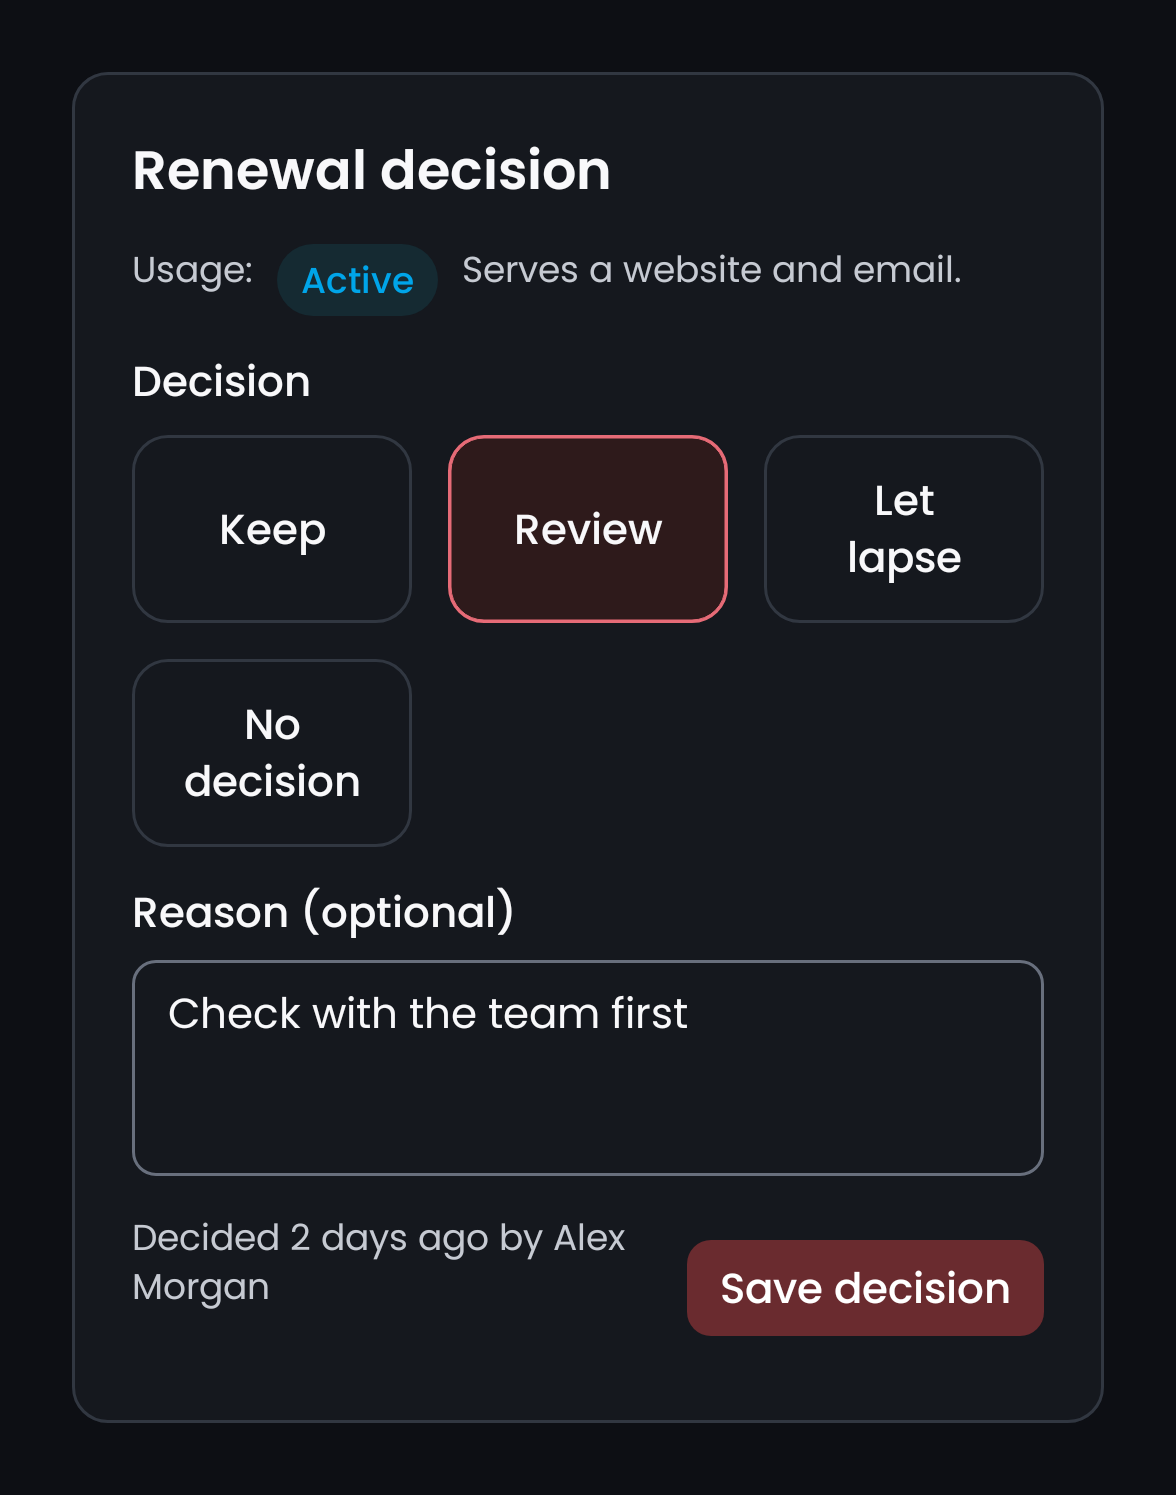 Renewal decision
Usage: Active Serves a website and email.
Decision
Keep
Review
Let
lapse
No
decision
Reason (optional)
Check with the team first
Decided 2 days ago by Alex
Morgan
Save decision